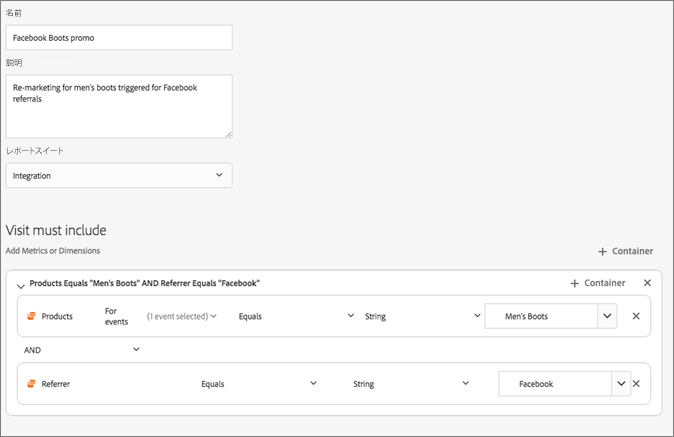 名前
Facebook Boots promo
説明
Re-marketing for men's boots triggered for Facebook
referrals
レポートスイート
Integration
Visit must include
Add Metrics or Dimensions
+ Container
Products Equals "Men's Boots" AND Referrer Equals "Facebook"
+ Container
Products For events (1 event selected) Equals String Men's Boots
AND
Referrer Equals String Facebook